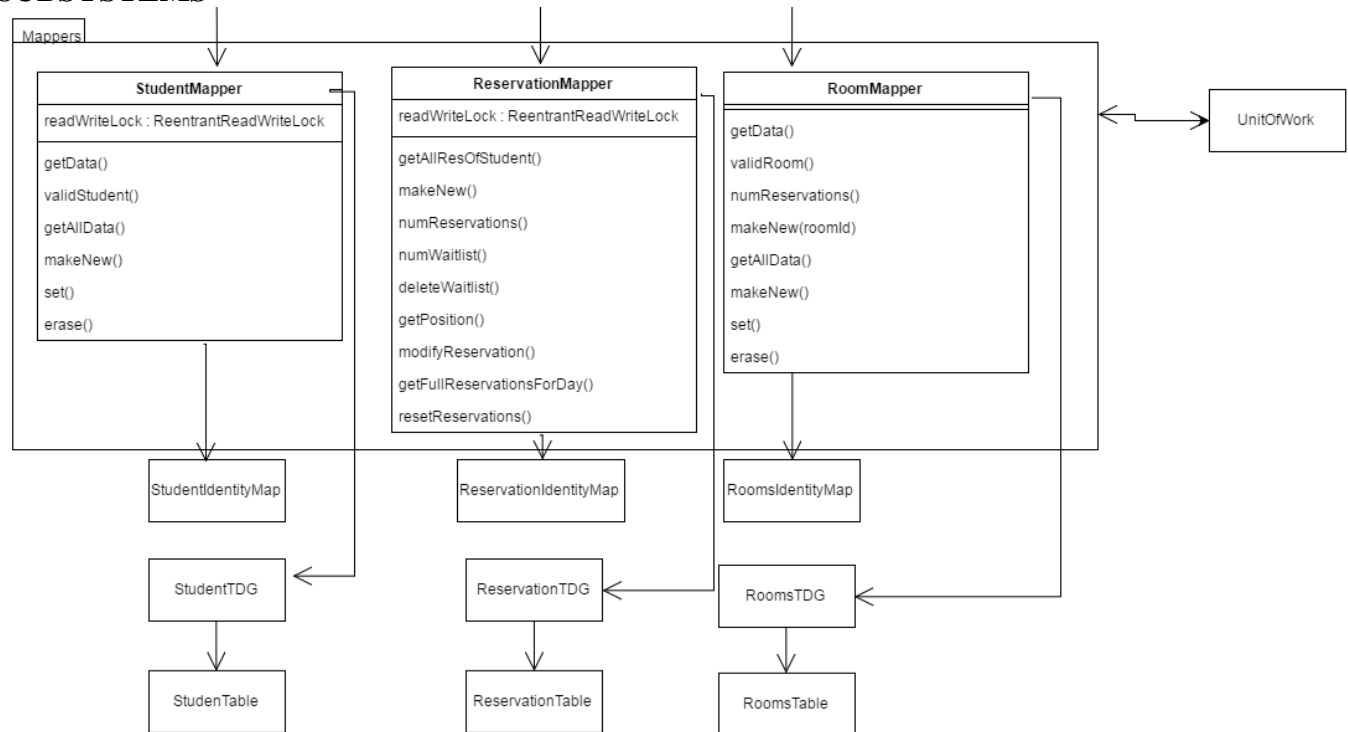 SUBSYSTEMS
Mappers
StudentMapper
readWriteLock : ReentrantReadWriteLock
getData()
validStudent()
getAllData()
makeNew()
set()
erase()
ReservationMapper
readWriteLock : ReentrantReadWriteLock
getAllResOfStudent()
makeNew()
numReservations()
numWaitlist()
deleteWaitlist()
getPosition()
modifyReservation()
getFullReservationsForDay()
resetReservations()
RoomMapper
getData()
validRoom()
numReservations()
makeNew(roomId)
getAllData()
makeNew()
set()
erase()
UnitOfWork
StudentIdentityMap
ReservationIdentityMap
RoomsIdentityMap
StudentTDG
ReservationTDG
RoomsTDG
StudenTable
ReservationTable
RoomsTable